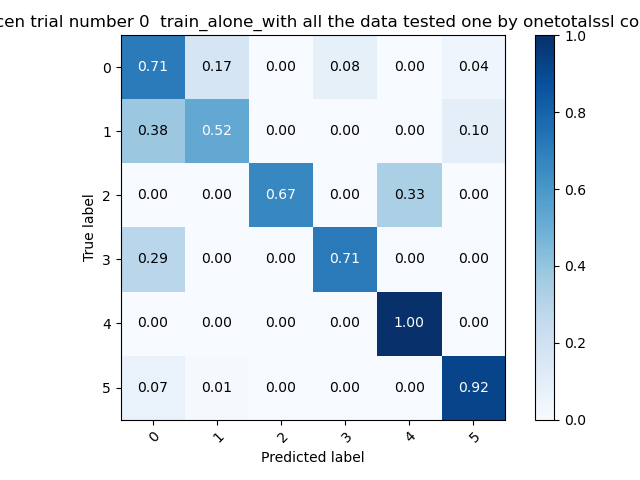 cen trial number 0 train_alone_with all the data tested one by onetotalssl co
True label
0 0.71 0.17 0.00 0.08 0.00 0.04
1 0.38 0.52 0.00 0.00 0.00 0.10
2 0.00 0.00 0.67 0.00 0.33 0.00
3 0.29 0.00 0.00 0.71 0.00 0.00
4 0.00 0.00 0.00 0.00 1.00 0.00
5 0.07 0.01 0.00 0.00 0.00 0.92
0 1 2 3 4 5
Predicted label
1.0
0.8
0.6
0.4
0.2
0.0